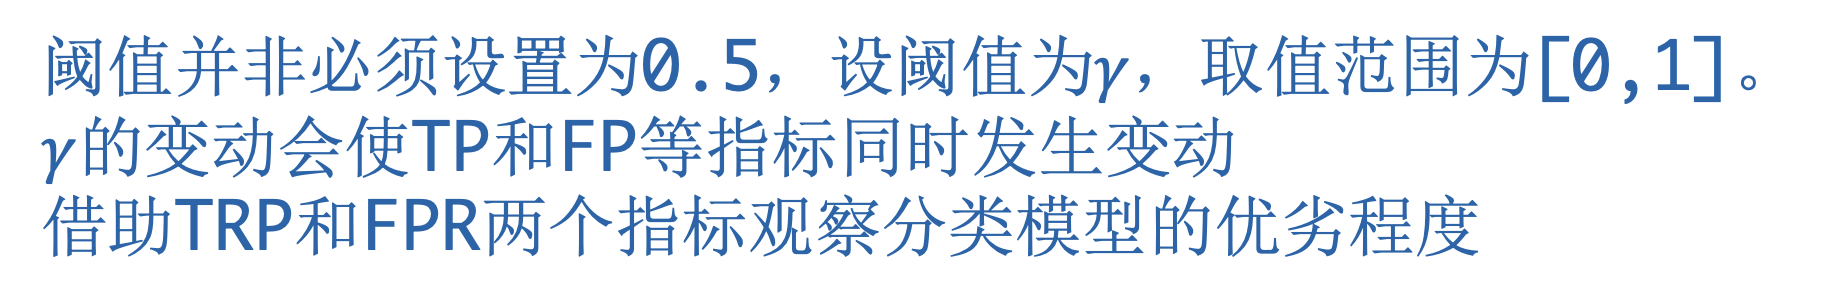 阈值并非必须设置为0.5，设阈值为γ，取值范围为[0,1]。
γ的变动会使TP和FP等指标同时发生变动
借助TRP和FPR两个指标观察分类模型的优劣程度